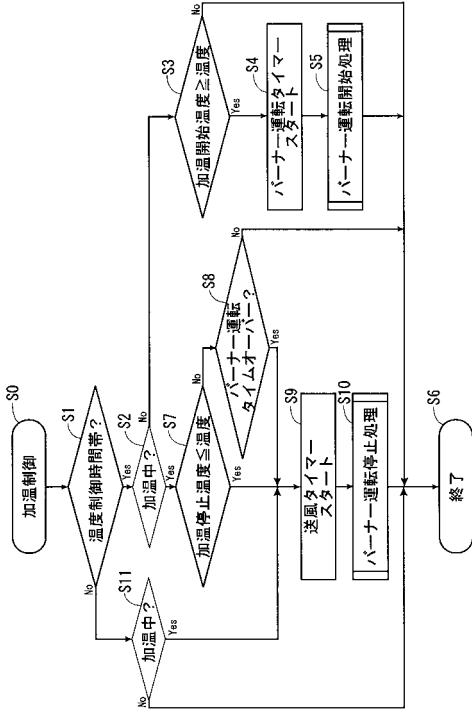 加温制御
S0
温度制御時間帯?
S1
No
Yes
加温中?
S11
No
Yes
加温中?
S2
No
Yes
加温開始温度≧温度
S3
No
Yes
バーナー運転タイマー
スタート
S4
バーナー運転開始処理
S5
加温停止温度≦温度
S7
No
Yes
バーナー運転
タイムオーバー?
S8
No
Yes
送風タイマー
スタート
S9
バーナー運転停止処理
S10
終了
S6